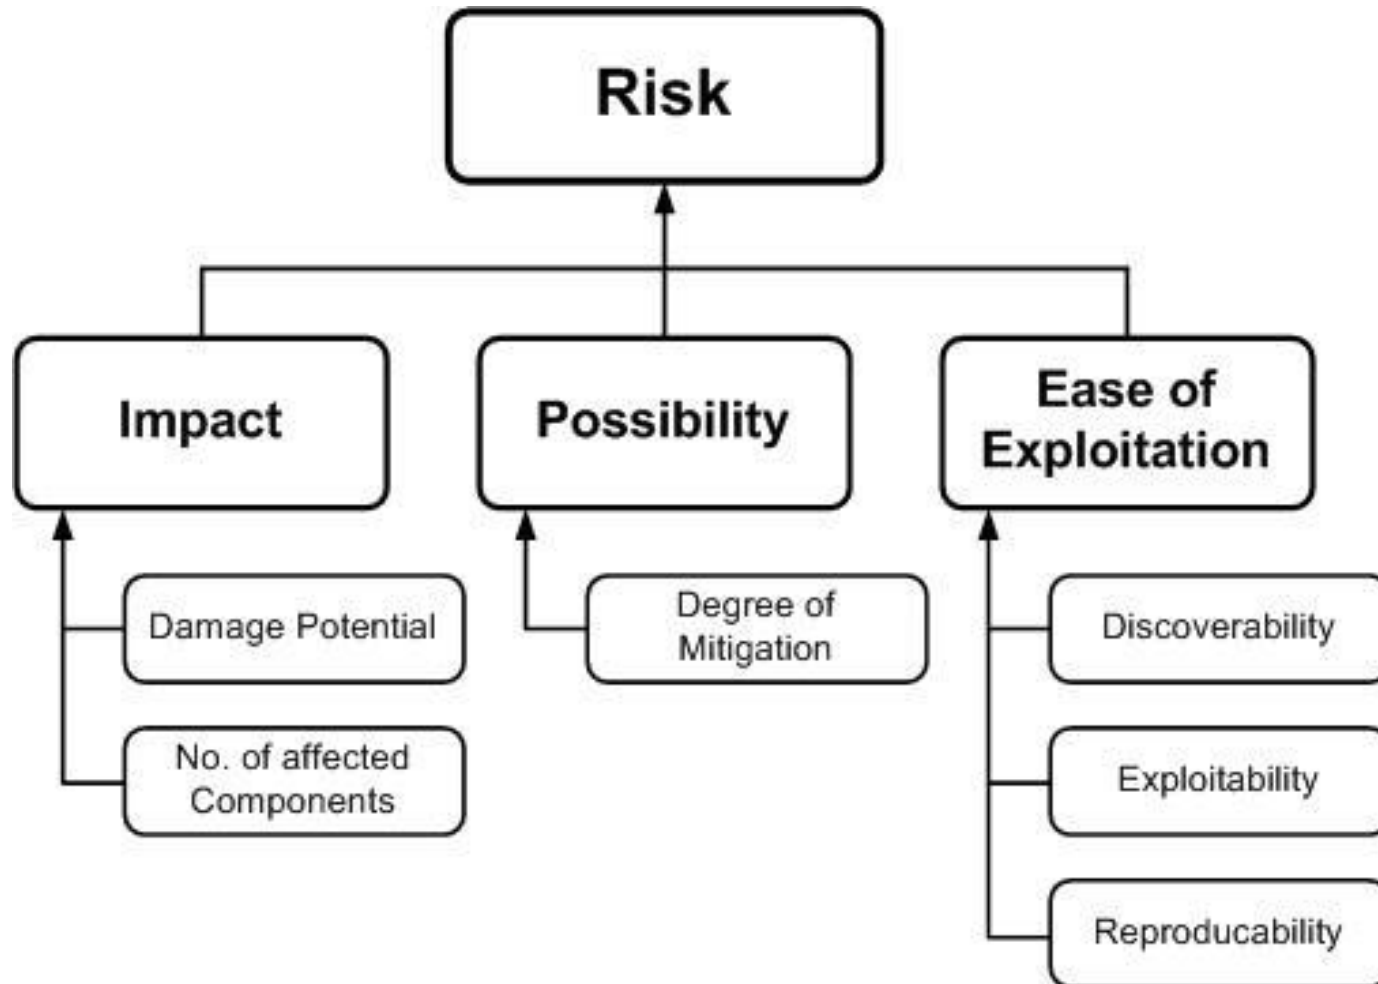 Risk
Impact
Possibility
Ease of
Exploitation
Damage Potential
No. of affected
Components
Degree of
Mitigation
Discoverability
Exploitability
Reproducability